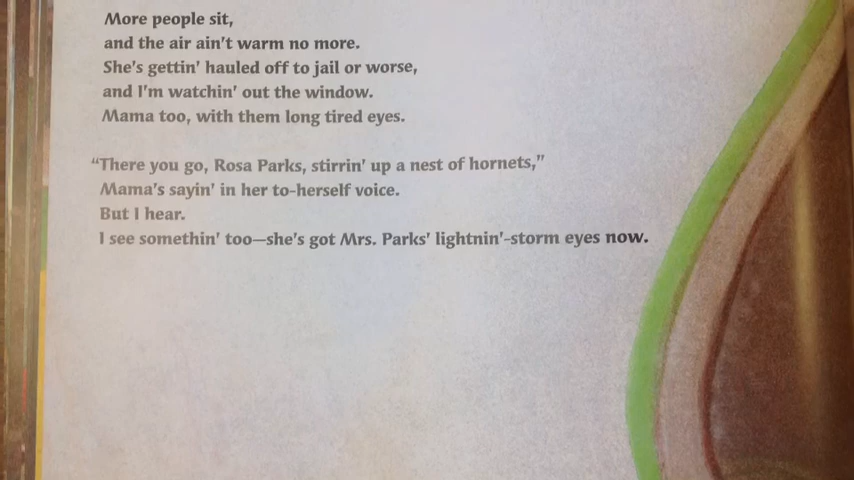 More people sit,
and the air ain't warm no more.
She's gettin' hauled off to jail or worse,
and I'm watchin' out the window.
Mama too, with them long tired eyes.
“There you go, Rosa Parks, stirrin' up a nest of hornets,”
Mama's sayin' in her to-herself voice.
But I hear.
I see somethin' too—she's got Mrs. Parks' lightnin'-storm eyes now.